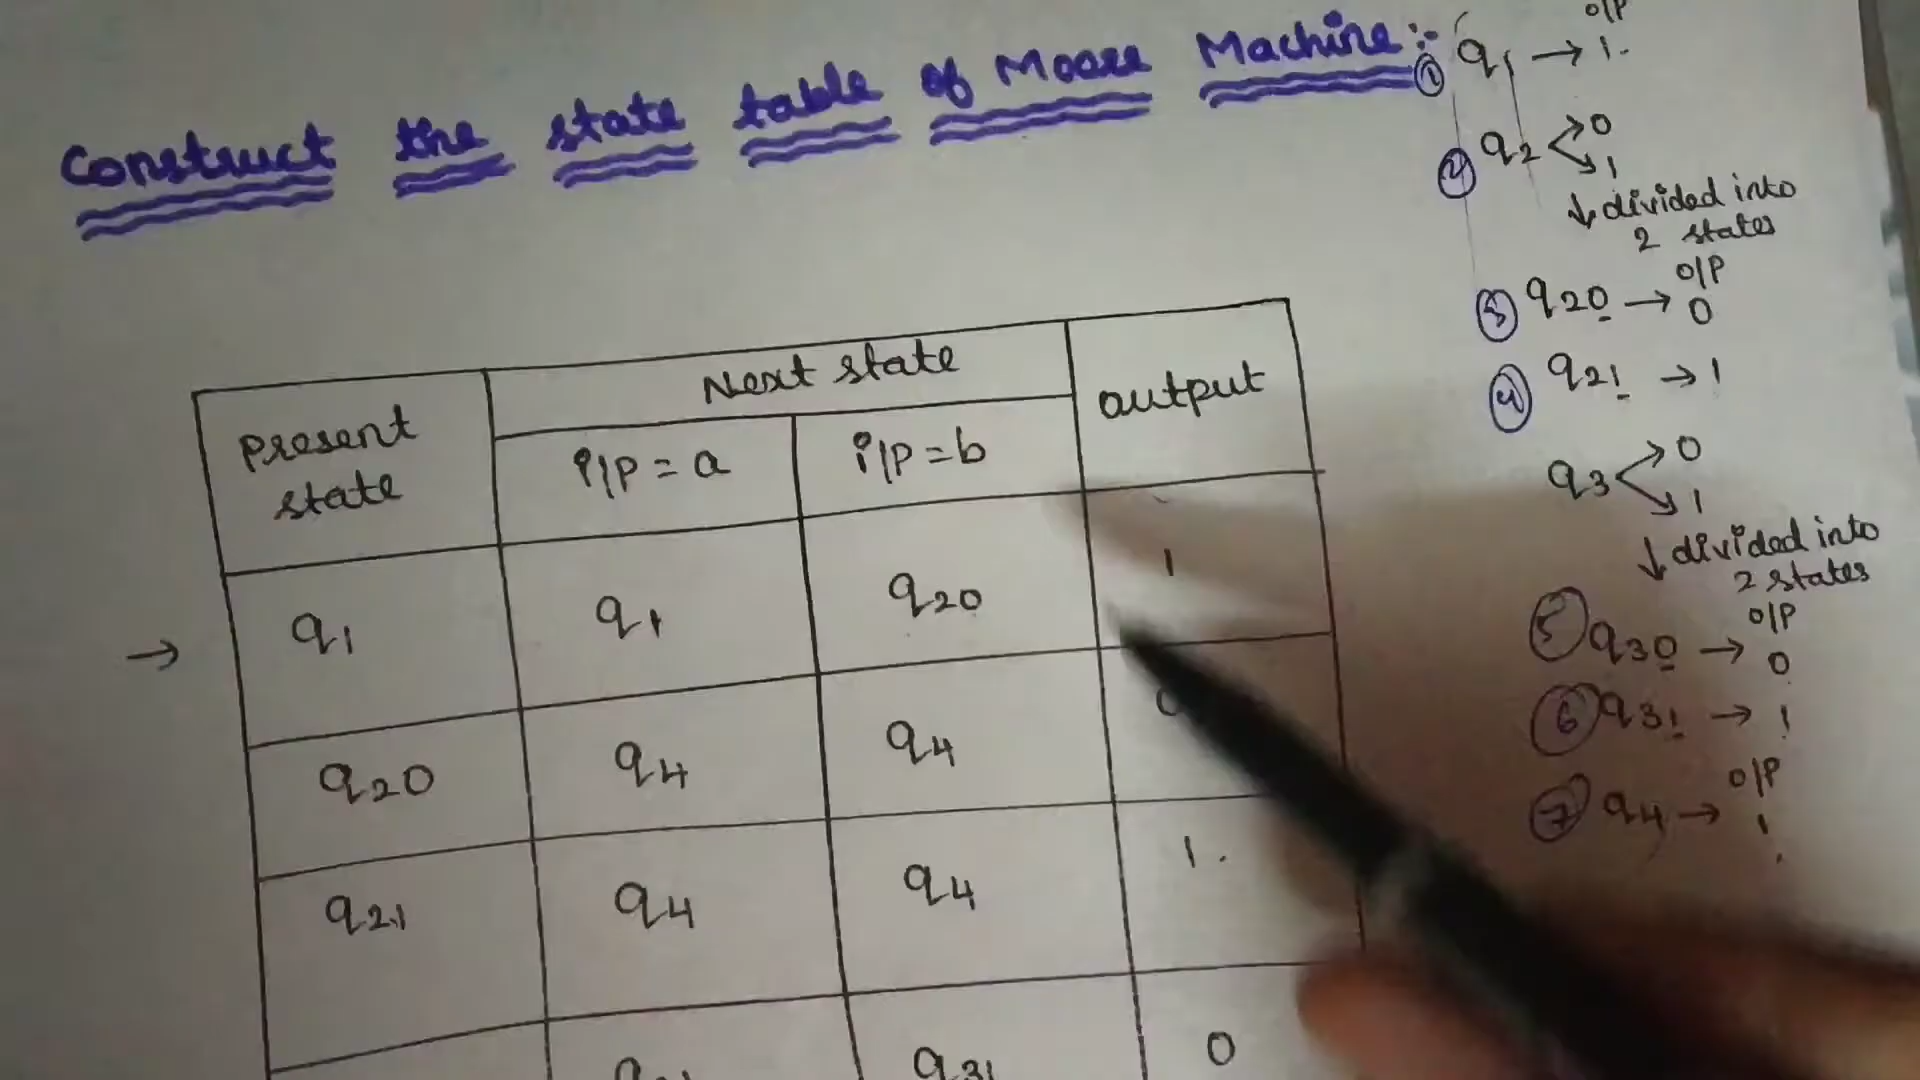 Construct the state table of Moore Machine:-
Present state
Next state
output
i/p = a
i/p = b
→ q1 q1 q20 1
q20 q4 q4 0
q21 q4 q4 1.
q31 0
o/p
① q1 → 1.
② q2 → 0
→ 1
↓ divided into
2 states
o/p
③ q20 → 0
④ q21 → 1
q3 → 0
→ 1
↓ divided into
2 states
o/p
⑤ q30 → 0
⑥ q31 → 1
o/p
⑦ q4 → 1